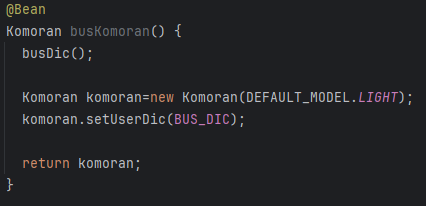 @Bean
Komoran busKomoran() {
busDic();
Komoran komoran=new Komoran(DEFAULT_MODEL.LIGHT);
komoran.setUserDic(BUS_DIC);
return komoran;
}